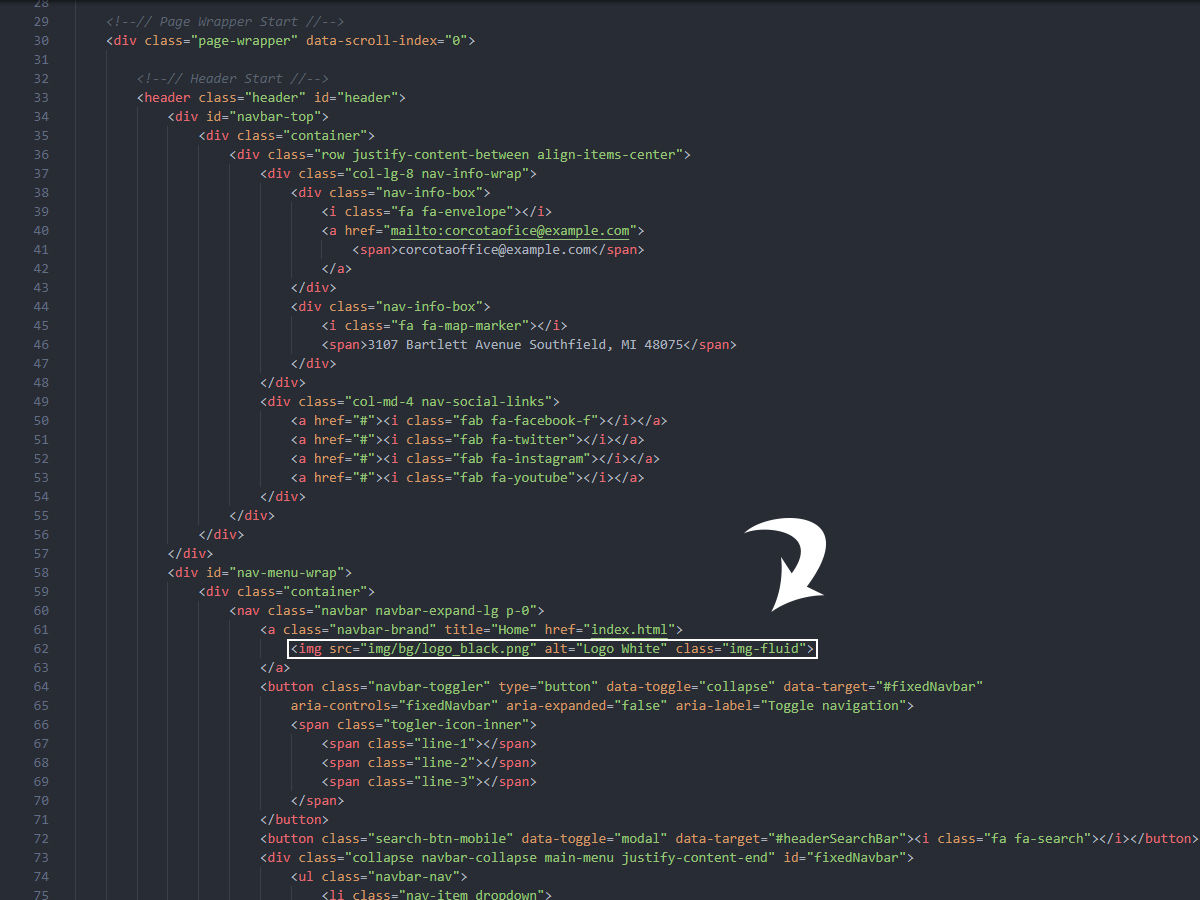 28
29 <!--// Page Wrapper Start //-->
30 <div class="page-wrapper" data-scroll-index="0">
31
32 <!--// Header Start //-->
33 <header class="header" id="header">
34 <div id="navbar-top">
35 <div class="container">
36 <div class="row justify-content-between align-items-center">
37 <div class="col-lg-8 nav-info-wrap">
38 <div class="nav-info-box">
39 <i class="fa fa-envelope"></i>
40 <a href="mailto:corcotaofice@example.com">
41 <span>corcotaoffice@example.com</span>
42 </a>
43 </div>
44 <div class="nav-info-box">
45 <i class="fa fa-map-marker"></i>
46 <span>3107 Bartlett Avenue Southfield, MI 48075</span>
47 </div>
48 </div>
49 <div class="col-md-4 nav-social-links">
50 <a href="#"><i class="fab fa-facebook-f"></i></a>
51 <a href="#"><i class="fab fa-twitter"></i></a>
52 <a href="#"><i class="fab fa-instagram"></i></a>
53 <a href="#"><i class="fab fa-youtube"></i></a>
54 </div>
55 </div>
56 </div>
57 </div>
58 <div id="nav-menu-wrap">
59 <div class="container">
60 <nav class="navbar navbar-expand-lg p-0">
61 <a class="navbar-brand" title="Home" href="index.html">
62 <img src="img/bg/logo_black.png" alt="Logo White" class="img-fluid">
63 </a>
64 <button class="navbar-toggler" type="button" data-toggle="collapse" data-target="#fixedNavbar"
65 aria-controls="fixedNavbar" aria-expanded="false" aria-label="Toggle navigation">
66 <span class="togler-icon-inner">
67 <span class="line-1"></span>
68 <span class="line-2"></span>
69 <span class="line-3"></span>
70 </span>
71 </button>
72 <button class="search-btn-mobile" data-toggle="modal" data-target="#headerSearchBar"><i class="fa fa-search"></i></button>
73 <div class="collapse navbar-collapse main-menu justify-content-end" id="fixedNavbar">
74 <ul class="navbar-nav">
75 <li class="nav-item dropdown">